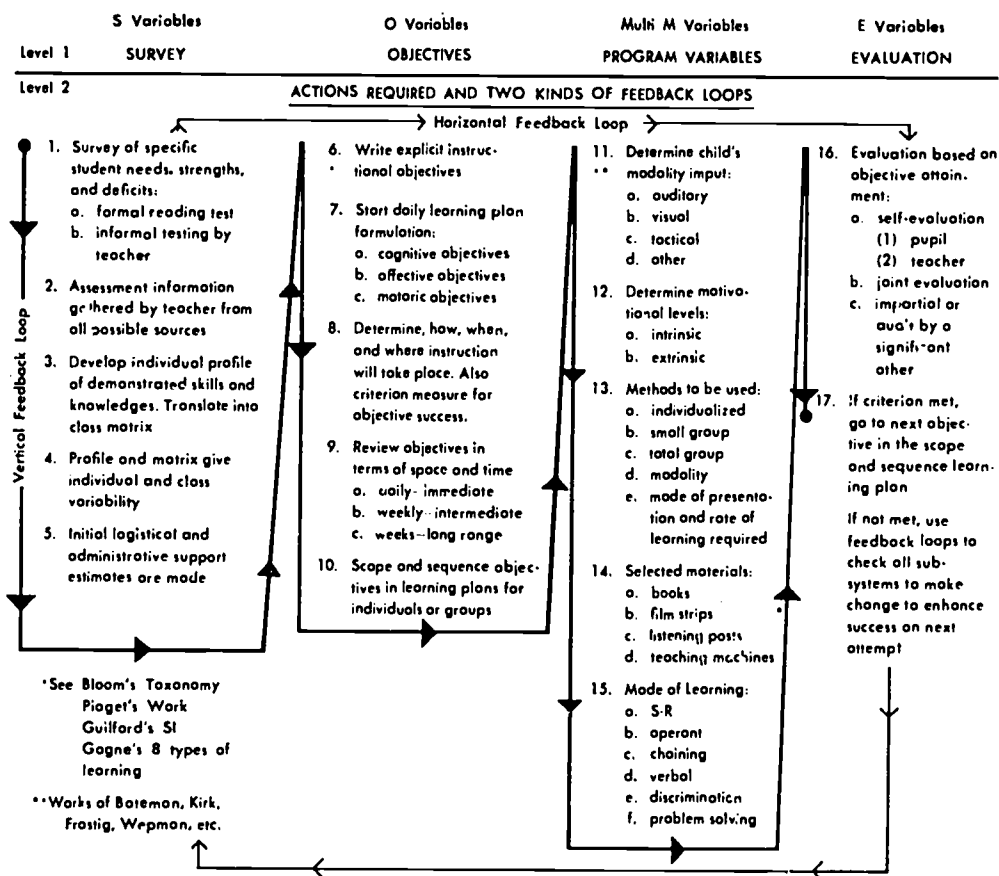 S Variables
O Variables
Multi M Variables
E Variables
Level 1
SURVEY
OBJECTIVES
PROGRAM VARIABLES
EVALUATION
Level 2
ACTIONS REQUIRED AND TWO KINDS OF FEEDBACK LOOPS
Horizontal Feedback Loop
Vertical Feedback Loop
1. Survey of specific
student needs, strengths,
and deficits:
a. formal reading test
b. informal testing by
teacher
2. Assessment information
gathered by teacher from
all possible sources
3. Develop individual profile
of demonstrated skills and
knowledges. Translate into
class matrix
4. Profile and matrix give
individual and class
variability
5. Initial logistical and
administrative support
estimates are made
*See Bloom's Taxonomy
Piaget's Work
Guilford's SI
Gagne's 8 types of
learning
**Works of Bateman, Kirk,
Frostig, Wepman, etc.
6. Write explicit instruc-
* tional objectives
7. Start daily learning plan
formulation:
a. cognitive objectives
b. affective objectives
c. motoric objectives
8. Determine, how, when,
and where instruction
will take place. Also
criterion measure for
objective success.
9. Review objectives in
terms of space and time
a. daily-immediate
b. weekly--intermediate
c. weeks--long range
10. Scope and sequence objec-
tives in learning plans for
individuals or groups
11. Determine child's
** modality imput:
a. auditory
b. visual
c. tactical
d. other
12. Determine motiva-
tional levels:
a. intrinsic
b. extrinsic
13. Methods to be used:
a. individualized
b. small group
c. total group
d. modality
e. mode of presenta-
tion and rate of
learning required
14. Selected materials:
a. books
b. film strips
c. listening posts
d. teaching machines
15. Mode of Learning:
a. S-R
b. operant
c. chaining
d. verbal
e. discrimination
f. problem solving
16. Evaluation based on
objective attain-
ment:
a. self-evaluation
(1) pupil
(2) teacher
b. joint evaluation
c. impartial or
by a
significant
other
17. If criterion met,
go to next objec-
tive in the scope
and sequence learn-
ing plan
If not met, use
feedback loops to
check all sub-
systems to make
change to enhance
success on next
attempt